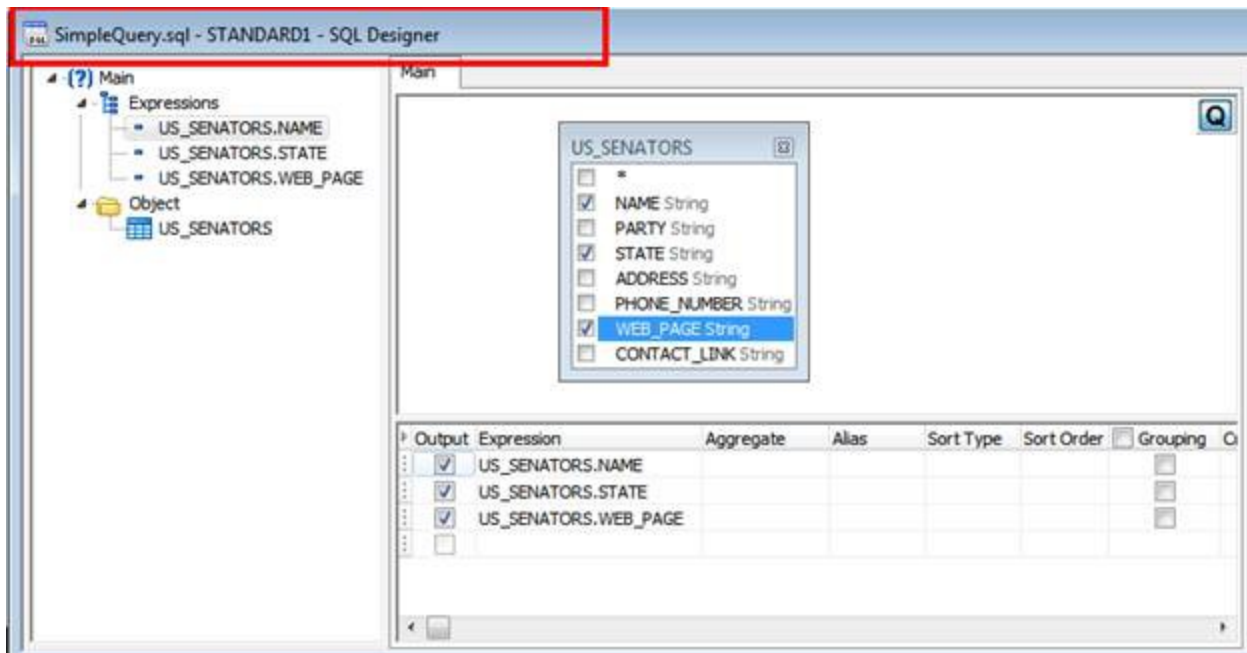 SimpleQuery.sql - STANDARD1 - SQL Designer
(?) Main
Expressions
US_SENATORS.NAME
US_SENATORS.STATE
US_SENATORS.WEB_PAGE
Object
US_SENATORS
Main
Q
US_SENATORS
*
NAME String
PARTY String
STATE String
ADDRESS String
PHONE_NUMBER String
WEB_PAGE String
CONTACT_LINK String
Output Expression Aggregate Alias Sort Type Sort Order Grouping
US_SENATORS.NAME
US_SENATORS.STATE
US_SENATORS.WEB_PAGE